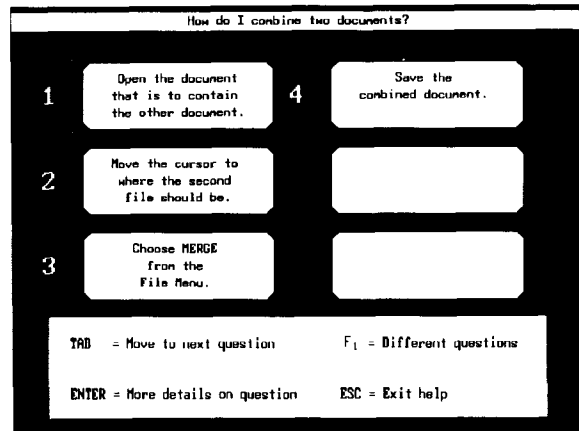 How do I combine two documents?
1
Open the document
that is to contain
the other document.
2
Move the cursor to
where the second
file should be.
3
Choose MERGE
from the
File Menu.
4
Save the
combined document.
TAB = Move to next question
F1 = Different questions
ENTER = More details on question
ESC = Exit help